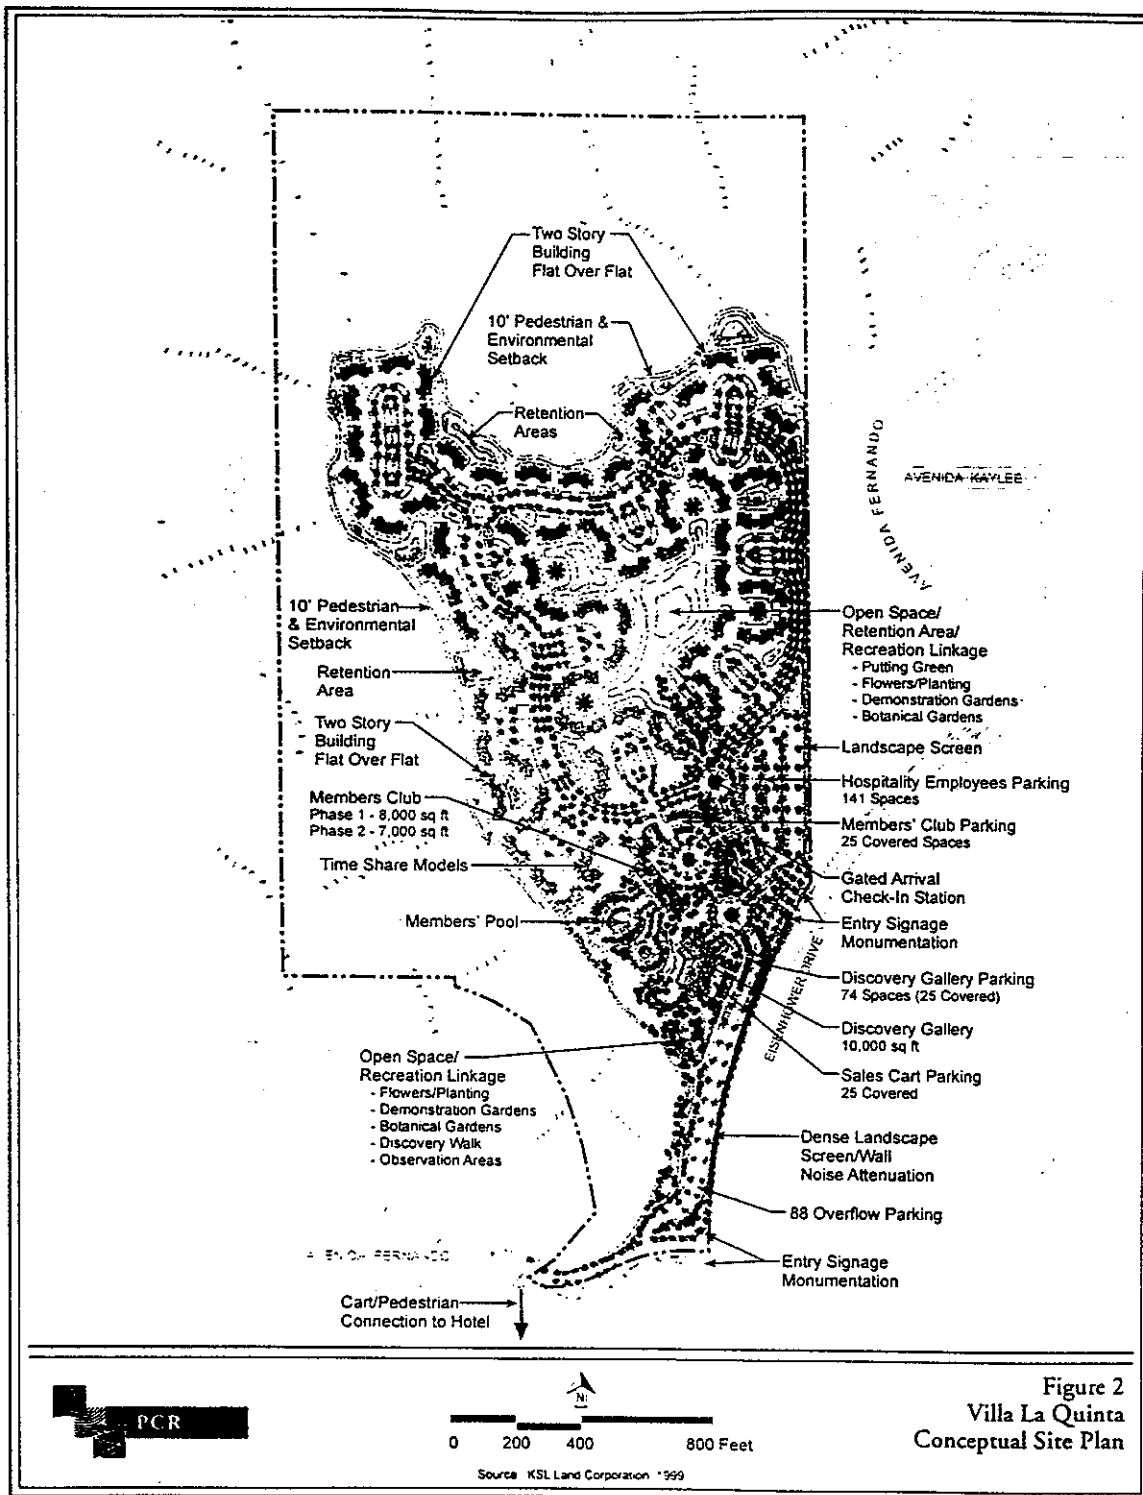 Two Story
Building
Flat Over Flat
10' Pedestrian &
Environmental
Setback
Retention
Areas
AVENIDA FERNANDO
AVENIDA KAYLEE
10' Pedestrian
& Environmental
Setback
Retention
Area
Two Story
Building
Flat Over Flat
Members Club
Phase 1 - 8,000 sq ft
Phase 2 - 7,000 sq ft
Time Share Models
Members' Pool
Open Space/
Retention Area/
Recreation Linkage
- Putting Green
- Flowers/Planting
- Demonstration Gardens
- Botanical Gardens
Landscape Screen
Hospitality Employees Parking
141 Spaces
Members' Club Parking
25 Covered Spaces
Gated Arrival
Check-In Station
Entry Signage
Monumentation
EISENHOWER DRIVE
Discovery Gallery Parking
74 Spaces (25 Covered)
Discovery Gallery
10,000 sq ft
Sales Cart Parking
25 Covered
Open Space/
Recreation Linkage
- Flowers/Planting
- Demonstration Gardens
- Botanical Gardens
- Discovery Walk
- Observation Areas
Dense Landscape
Screen/Wall
Noise Attenuation
88 Overflow Parking
AVENIDA FERNANDO
Entry Signage
Monumentation
Cart/Pedestrian
Connection to Hotel
PCR
N
0 200 400 800 Feet
Source KSL Land Corporation 1999
Figure 2
Villa La Quinta
Conceptual Site Plan